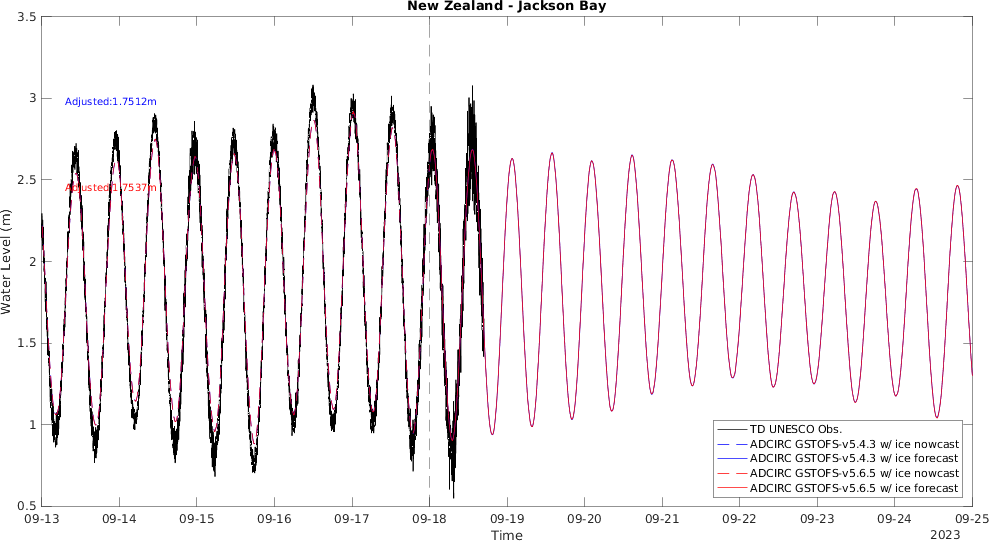 New Zealand - Jackson Bay
3.5
3
2.5
2
1.5
1
0.5
Water Level (m)
Adjusted:1.7512m
Adjusted:1.7537m
TD UNESCO Obs.
ADCIRC GSTOFS-v5.4.3 w/ ice nowcast
ADCIRC GSTOFS-v5.4.3 w/ ice forecast
ADCIRC GSTOFS-v5.6.5 w/ ice nowcast
ADCIRC GSTOFS-v5.6.5 w/ ice forecast
09-13 09-14 09-15 09-16 09-17 09-18 09-19 09-20 09-21 09-22 09-23 09-24 09-25
Time
2023